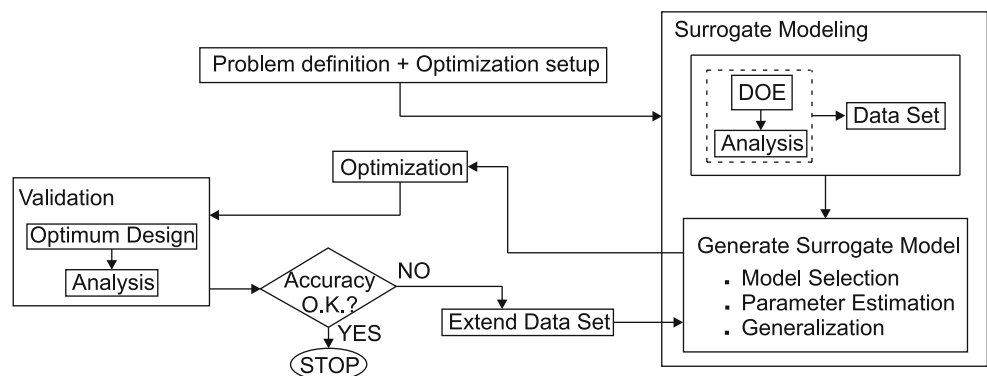 Problem definition + Optimization setup
Surrogate Modeling
DOE
Analysis
Data Set
Generate Surrogate Model
▪ Model Selection
▪ Parameter Estimation
▪ Generalization
Optimization
Validation
Optimum Design
Analysis
Accuracy
O.K.?
NO
YES
STOP
Extend Data Set